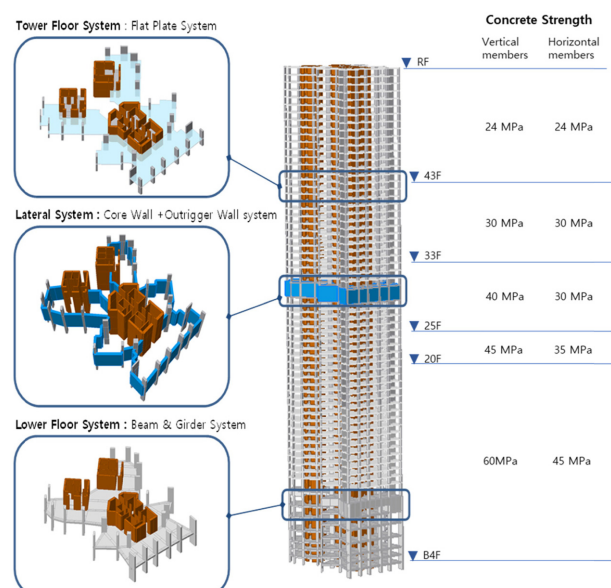 Tower Floor System : Flat Plate System
Lateral System : Core Wall +Outrigger Wall system
Lower Floor System : Beam & Girder System
Concrete Strength
Vertical members
Horizontal members
RF
24 MPa 24 MPa
43F
30 MPa 30 MPa
33F
40 MPa 30 MPa
25F
45 MPa 35 MPa
20F
60MPa 45 MPa
B4F